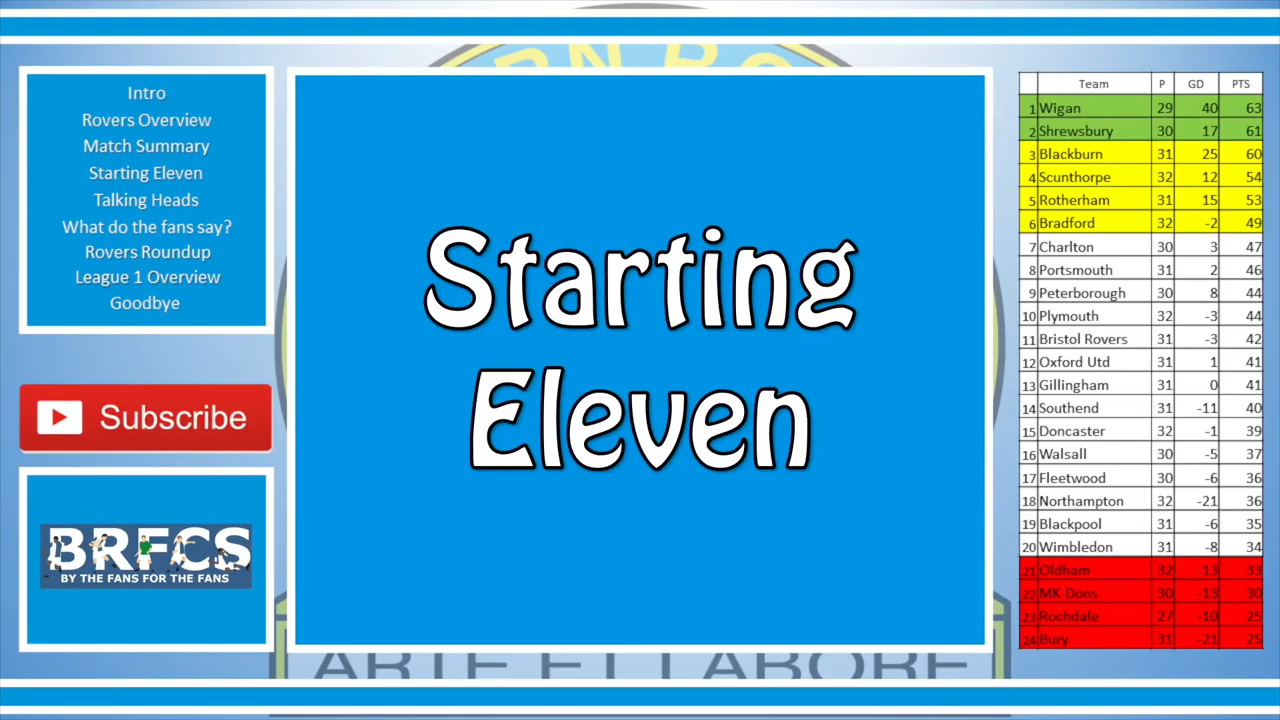 RN RO
Intro
Rovers Overview
Match Summary
Starting Eleven
Talking Heads
What do the fans say?
Rovers Roundup
League 1 Overview
Goodbye
Subscribe
BRFCS
BY THE FANS FOR THE FANS
Starting
Eleven
Team P GD PTS
1 Wigan 29 40 63
2 Shrewsbury 30 17 61
3 Blackburn 31 25 60
4 Scunthorpe 32 12 54
5 Rotherham 31 15 53
6 Bradford 32 -2 49
7 Charlton 30 3 47
8 Portsmouth 31 2 46
9 Peterborough 30 8 44
10 Plymouth 32 -3 44
11 Bristol Rovers 31 -3 42
12 Oxford Utd 31 1 41
13 Gillingham 31 0 41
14 Southend 31 -11 40
15 Doncaster 32 -1 39
16 Walsall 30 -5 37
17 Fleetwood 30 -6 36
18 Northampton 32 -21 36
19 Blackpool 31 -6 35
20 Wimbledon 31 -8 34
21 Oldham 32 -13 33
22 MK Dons 30 -13 30
23 Rochdale 27 -10 25
24 Bury 31 -21 25
ARTE ET LABORE